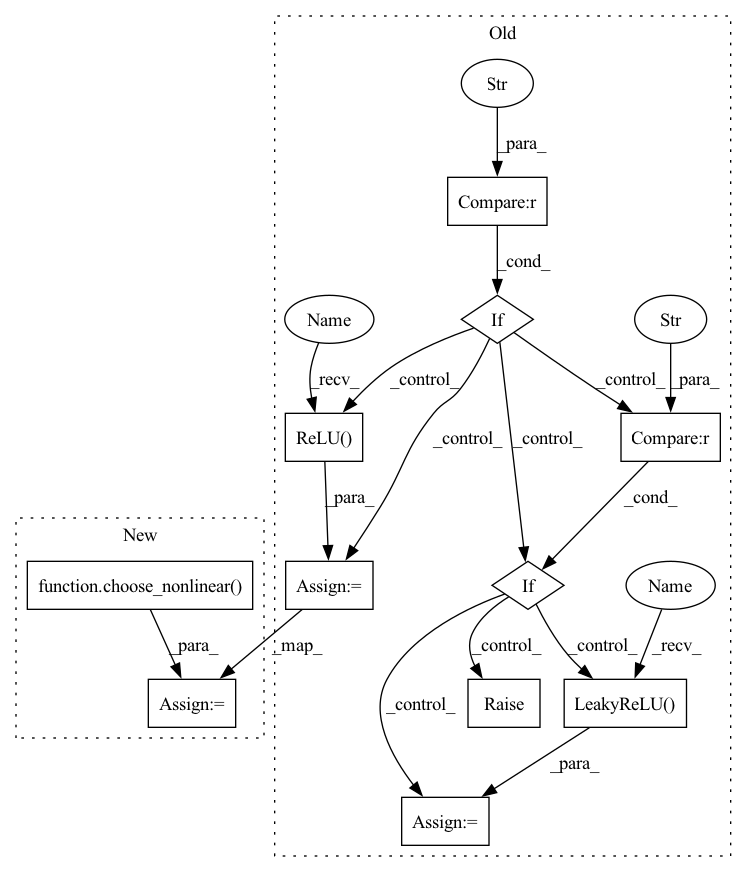 Old
Str
_para_
Compare:r
_cond_
Name
If
Str
_recv_
_control_
_control_
_para_
ReLU()
_control_
_control_
Compare:r
_para_
_cond_
New
function.choose_nonlinear()
Assign:=
If
Name
_para_
_map_
_control_
_control_
_recv_
Assign:=
_control_
Raise
LeakyReLU()
_para_
Assign:=